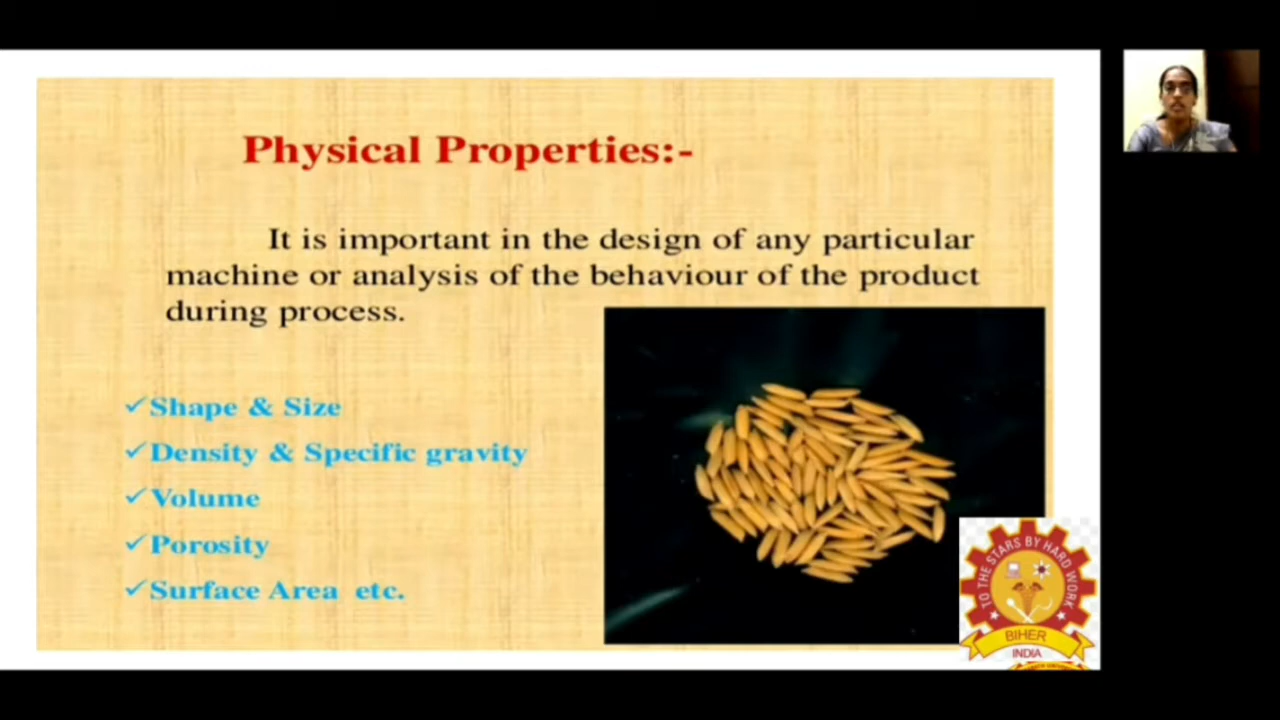 Physical Properties:-
It is important in the design of any particular
machine or analysis of the behaviour of the product
during process.
✓Shape & Size
✓Density & Specific gravity
✓Volume
✓Porosity
✓Surface Area etc.
TO THE STARS BY HARD WORK
BIHER
INDIA